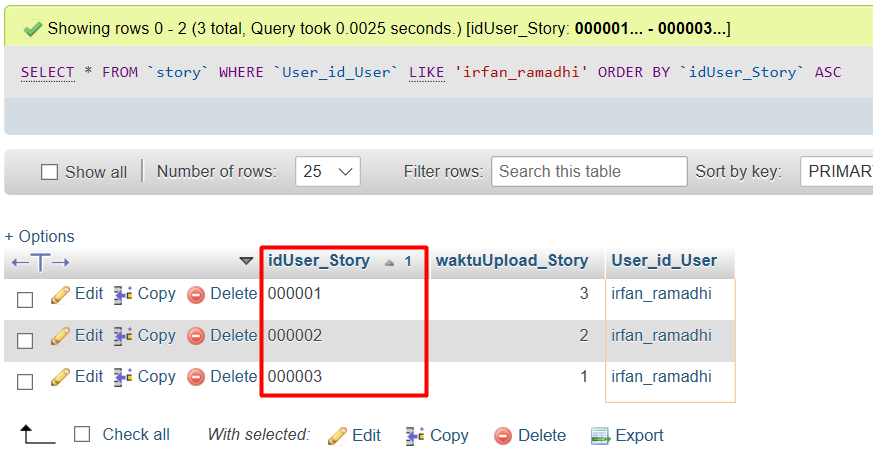 Showing rows 0 - 2 (3 total, Query took 0.0025 seconds.) [idUser_Story: 000001... - 000003...]
SELECT * FROM `story` WHERE `User_id_User` LIKE 'irfan_ramadhi' ORDER BY `idUser_Story` ASC
Show all Number of rows: 25 Filter rows: Search this table Sort by key: PRIMAR
+ Options
←T→ idUser_Story 1 waktuUpload_Story User_id_User
Edit Copy Delete 000001 3 irfan_ramadhi
Edit Copy Delete 000002 2 irfan_ramadhi
Edit Copy Delete 000003 1 irfan_ramadhi
Check all With selected: Edit Copy Delete Export